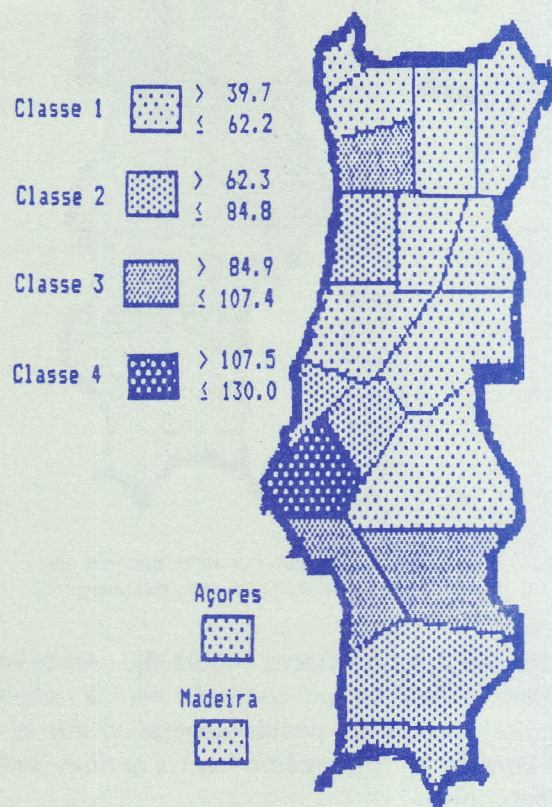 Classe 1 > 39.7
≤ 62.2
Classe 2 > 62.3
≤ 84.8
Classe 3 > 84.9
≤ 107.4
Classe 4 > 107.5
≤ 130.0
Açores
Madeira